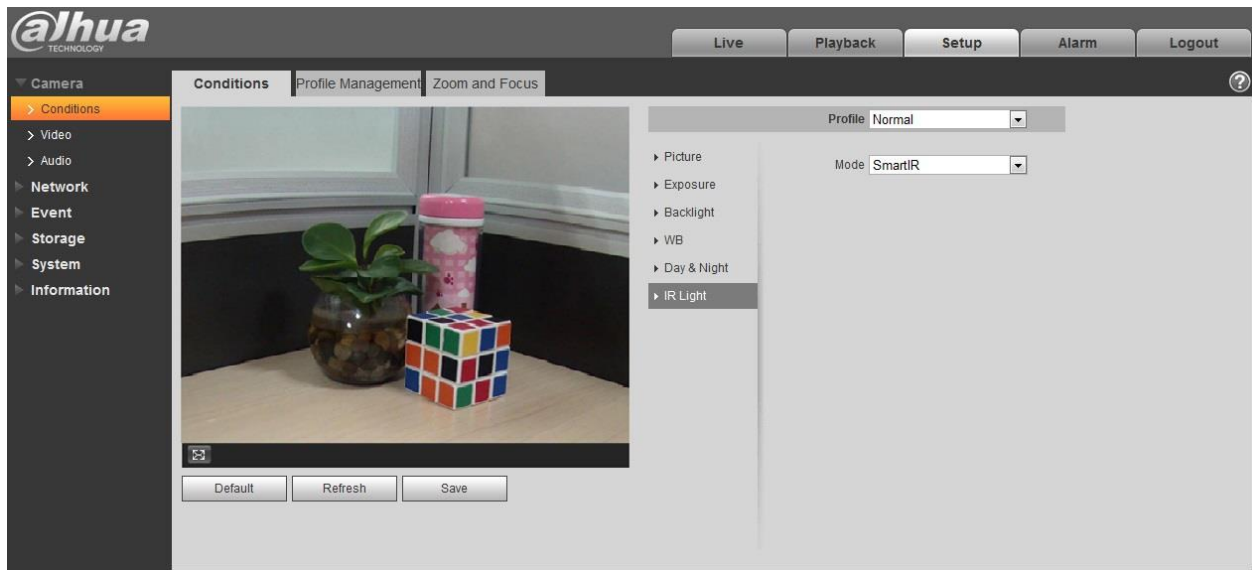 alhua
TECHNOLOGY
Live
Playback
Setup
Alarm
Logout
Camera
Conditions
Video
Audio
Network
Event
Storage
System
Information
Conditions
Profile Management
Zoom and Focus
?
Profile Normal
Picture
Exposure
Backlight
WB
Day & Night
IR Light
Mode SmartIR
Default
Refresh
Save